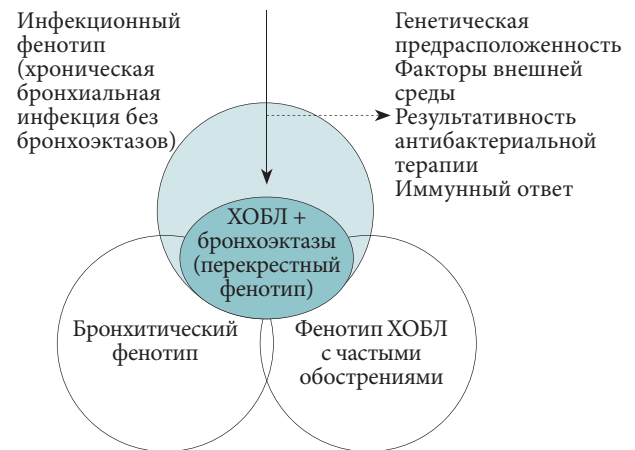 Инфекционный
фенотип
(хроническая
бронхиальная
инфекция без
бронхоэктазов)
Генетическая
предрасположенность
Факторы внешней
среды
Результативность
антибактериальной
терапии
Иммунный ответ
ХОБЛ +
бронхоэктазы
(перекрестный
фенотип)
Бронхитический
фенотип
Фенотип ХОБЛ
с частыми
обострениями